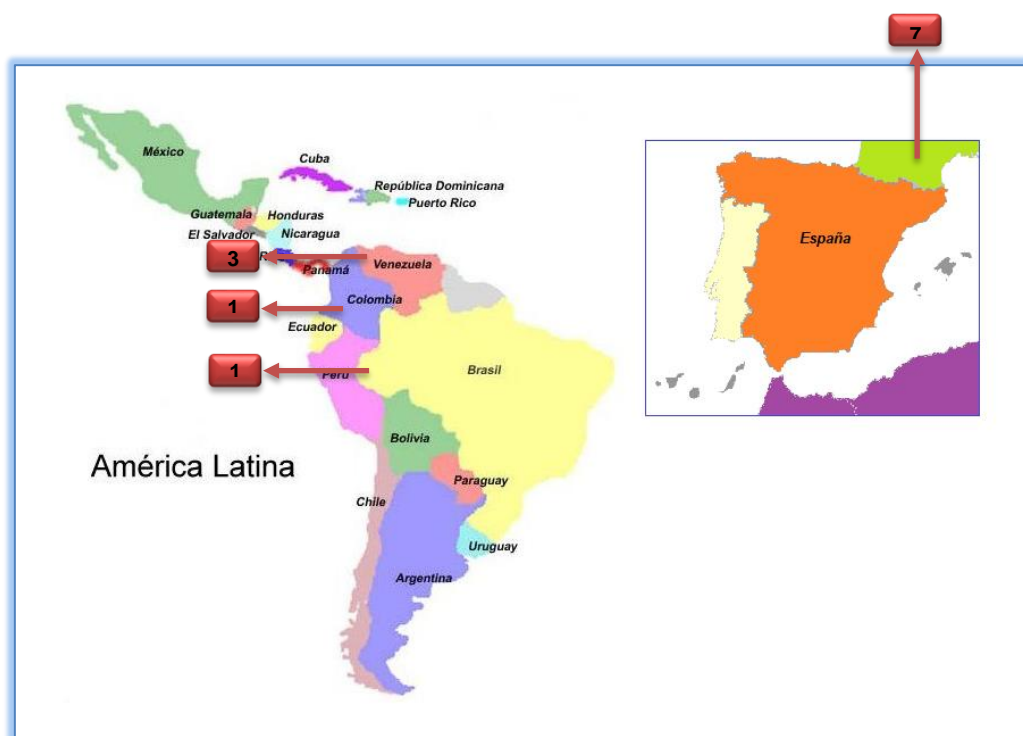 7
México
Cuba
República Dominicana
Puerto Rico
Guatemala
Honduras
El Salvador
Nicaragua
España
3
Panamá
Venezuela
1
Colombia
Ecuador
1
Perú
Brasil
Bolivia
América Latina
Paraguay
Chile
Uruguay
Argentina